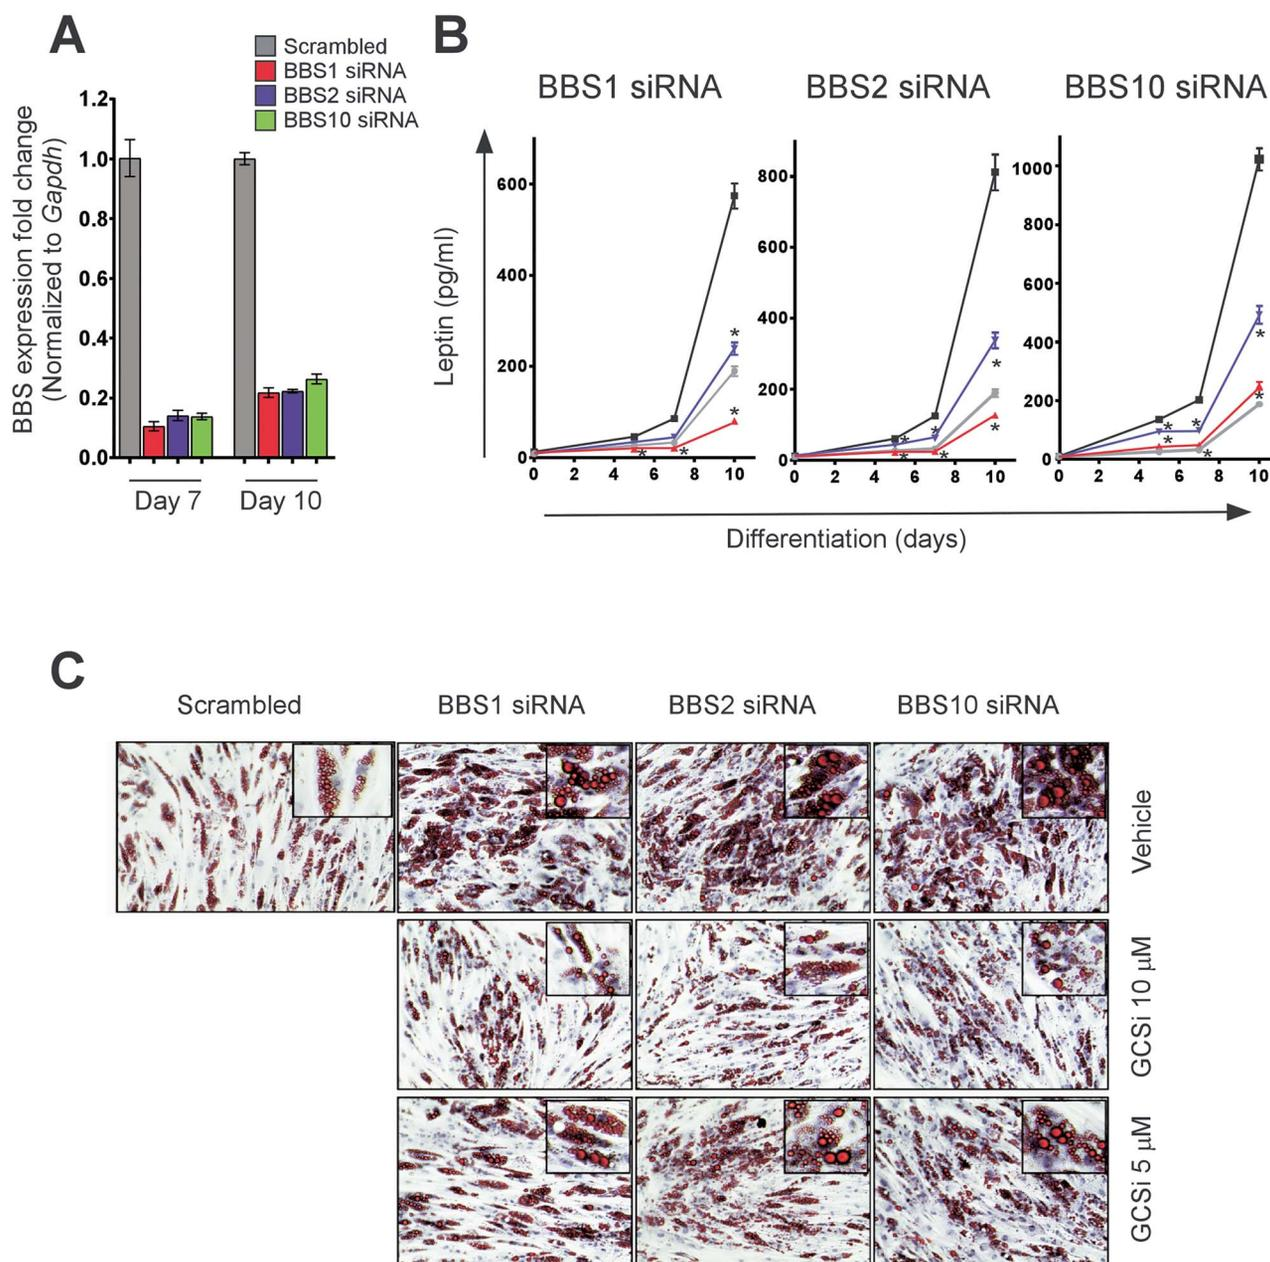 A
Scrambled
BBS1 siRNA
BBS2 siRNA
BBS10 siRNA
BBS expression fold change
(Normalized to Gapdh)
1.2
1.0
0.8
0.6
0.4
0.2
0.0
Day 7
Day 10
B
BBS1 siRNA
BBS2 siRNA
BBS10 siRNA
Leptin (pg/ml)
600
400
200
0
0 2 4 6 8 10
* * * *
800
600
400
200
0
0 2 4 6 8 10
* * * * * *
1000
800
600
400
200
0
0 2 4 6 8 10
* * * * * *
Differentiation (days)
C
Scrambled
BBS1 siRNA
BBS2 siRNA
BBS10 siRNA
Vehicle
GCSi 10 μM
GCSi 5 μM